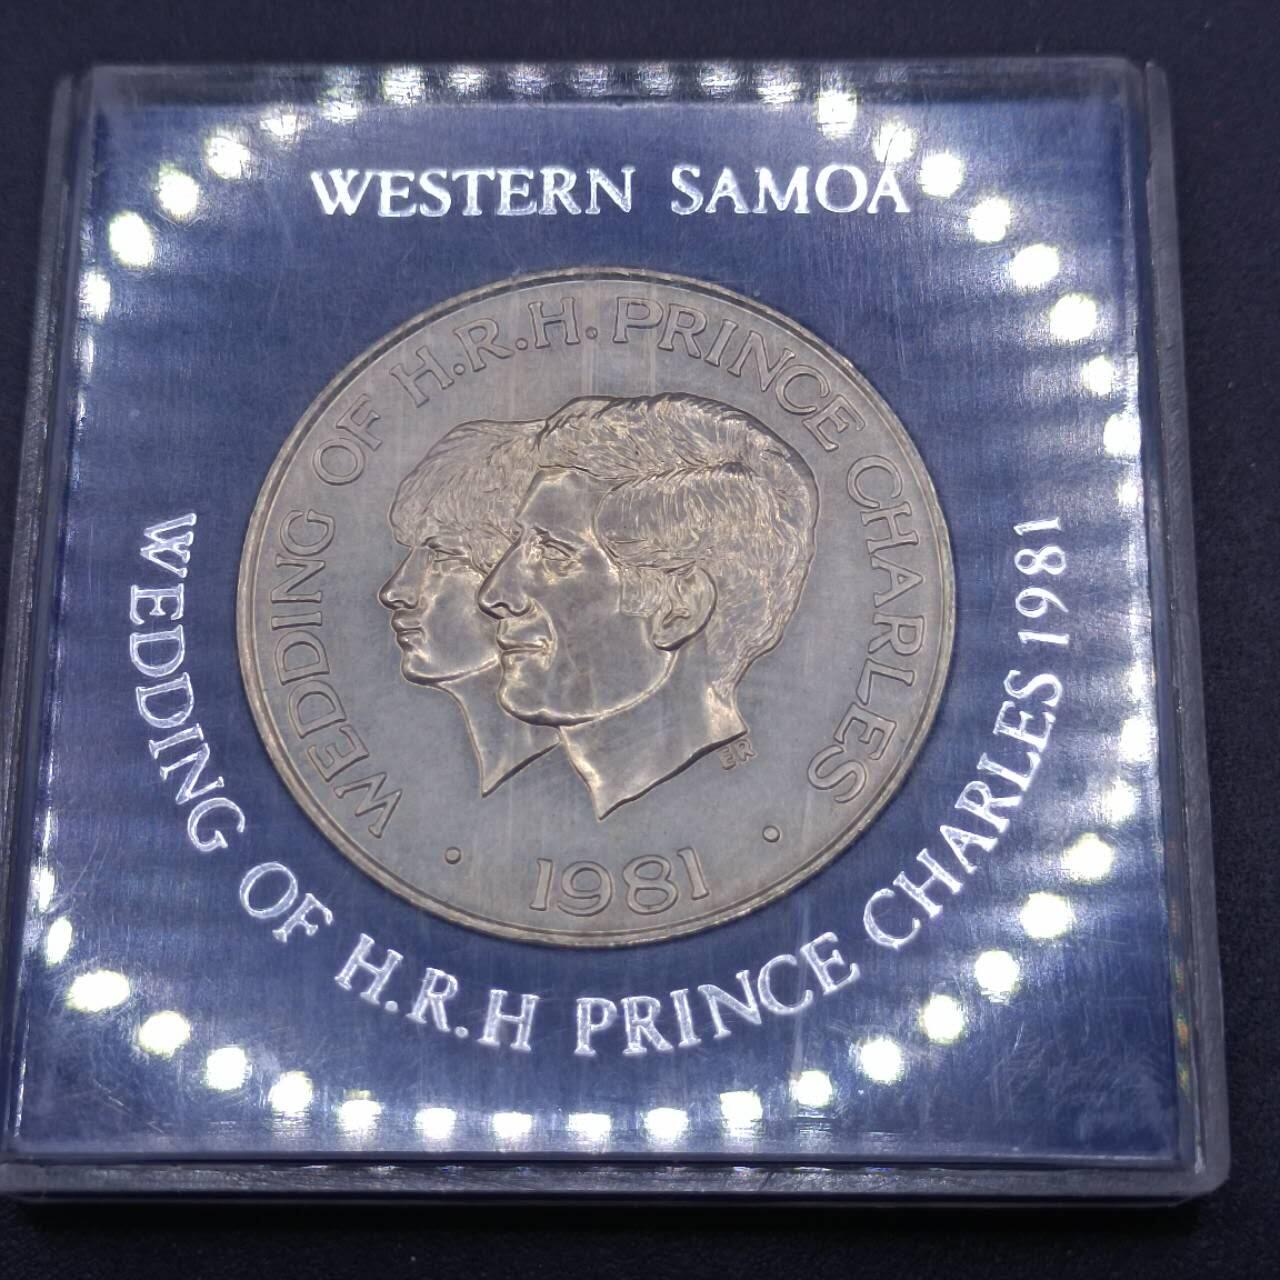 WESTERN SAMOA
WEDDING OF H.R.H. PRINCE CHARLES
ER
• 1981 •
WEDDING OF H.R.H PRINCE CHARLES 1981